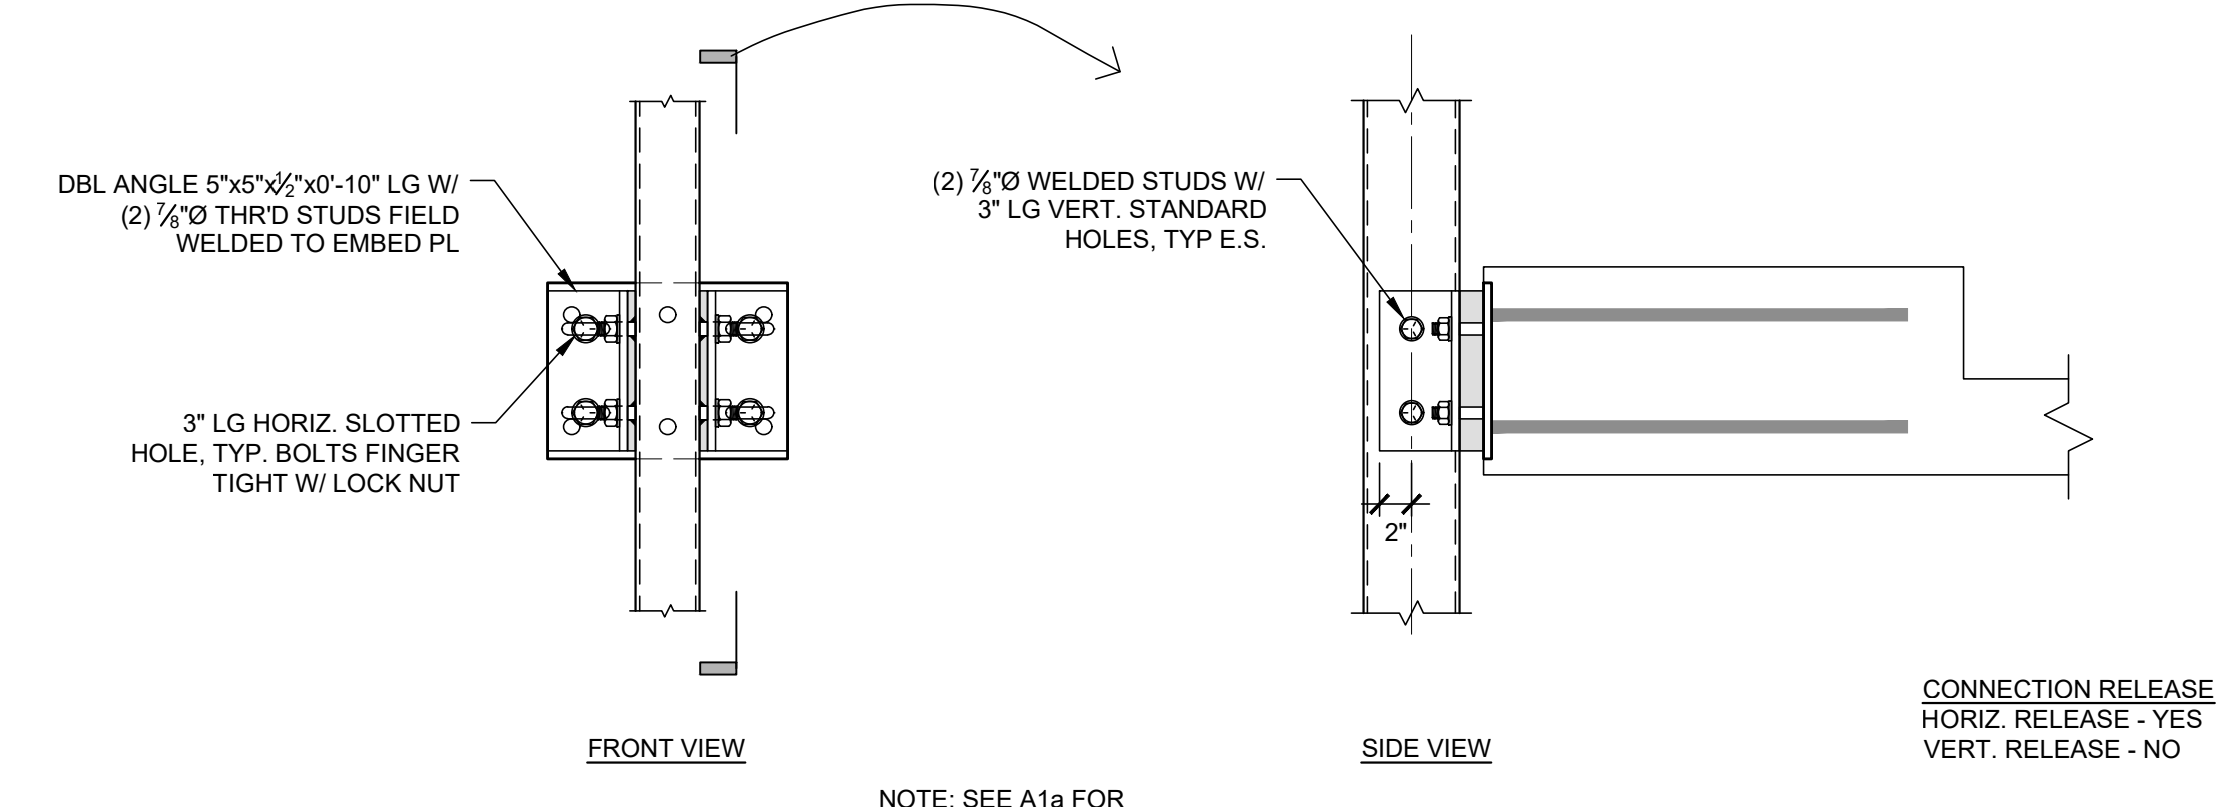 DBL ANGLE 5"x5"x½"x0'-10" LG W/
(2) ⅞"Ø THR'D STUDS FIELD
WELDED TO EMBED PL
3" LG HORIZ. SLOTTED
HOLE, TYP. BOLTS FINGER
TIGHT W/ LOCK NUT
FRONT VIEW
(2) ⅞"Ø WELDED STUDS W/
3" LG VERT. STANDARD
HOLES, TYP E.S.
2"
SIDE VIEW
CONNECTION RELEASE
HORIZ. RELEASE - YES
VERT. RELEASE - NO
NOTE: SEE A1a FOR